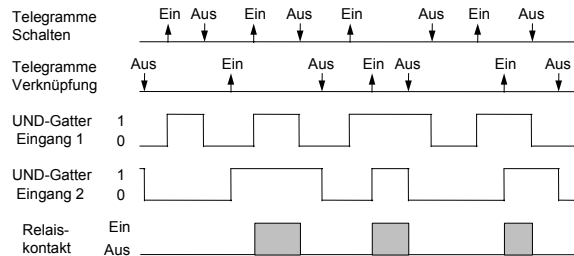 Telegramme Schalten
Ein Aus Ein Aus Ein Aus Ein Aus
Telegramme Verknüpfung
Aus Ein Aus Ein Aus Ein Aus
UND-Gatter Eingang 1
1
0
UND-Gatter Eingang 2
1
0
Relais-
kontakt
Ein
Aus